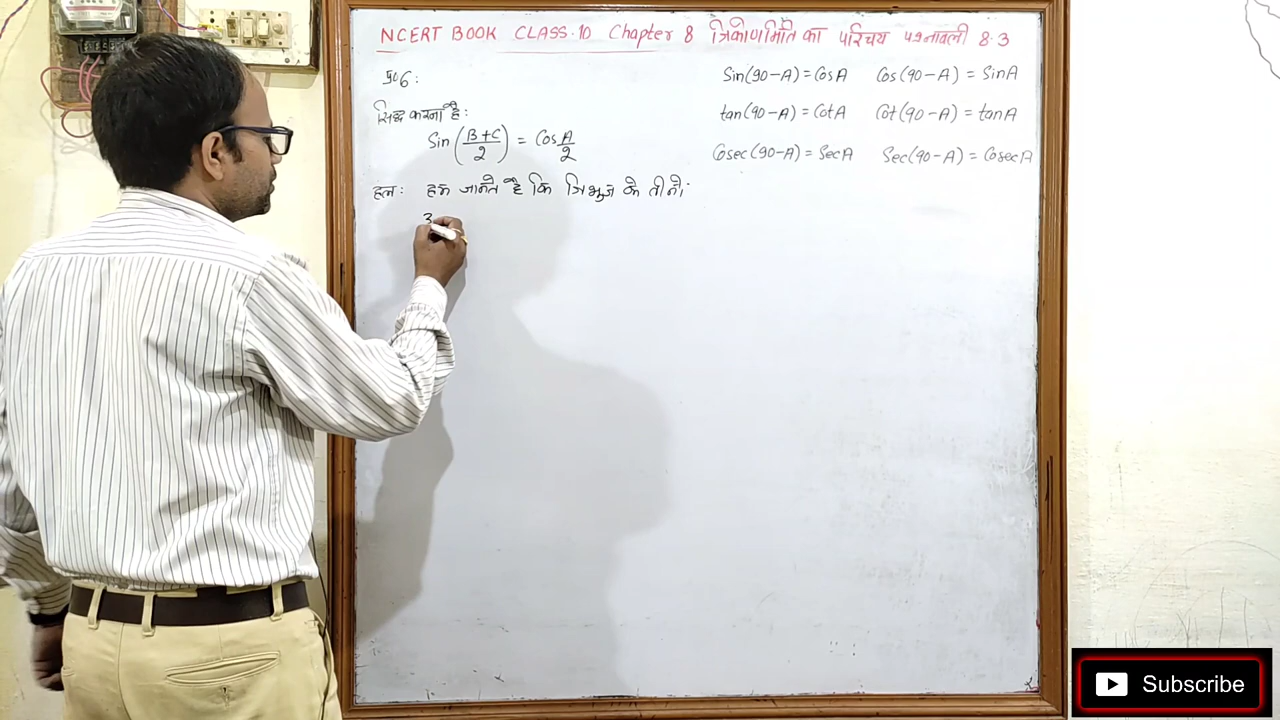 NCERT BOOK CLASS-10 Chapter 8 त्रिकोणमिति का परिचय प्रश्नावली 8.3
प्र०6:
सिद्ध करना है:
Sin(B+C/2) = Cos A/2
हल: हम जानते है कि त्रिभुज के तीनों
3
Sin(90-A)=CosA Cos(90-A) = SinA
tan(90-A)=CotA Cot(90-A) = tanA
Cosec(90-A)=SecA Sec(90-A)=CosecA
Subscribe